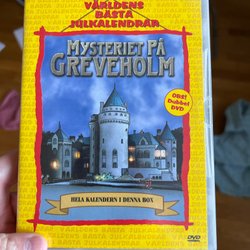 VÄRLDENS
BÄSTA
JULKALENDRAR
MYSTERIET PÅ
GREVEHOLM
OBS!
Dubbel
DVD
HELA KALENDERN I DENNA BOX
DVD